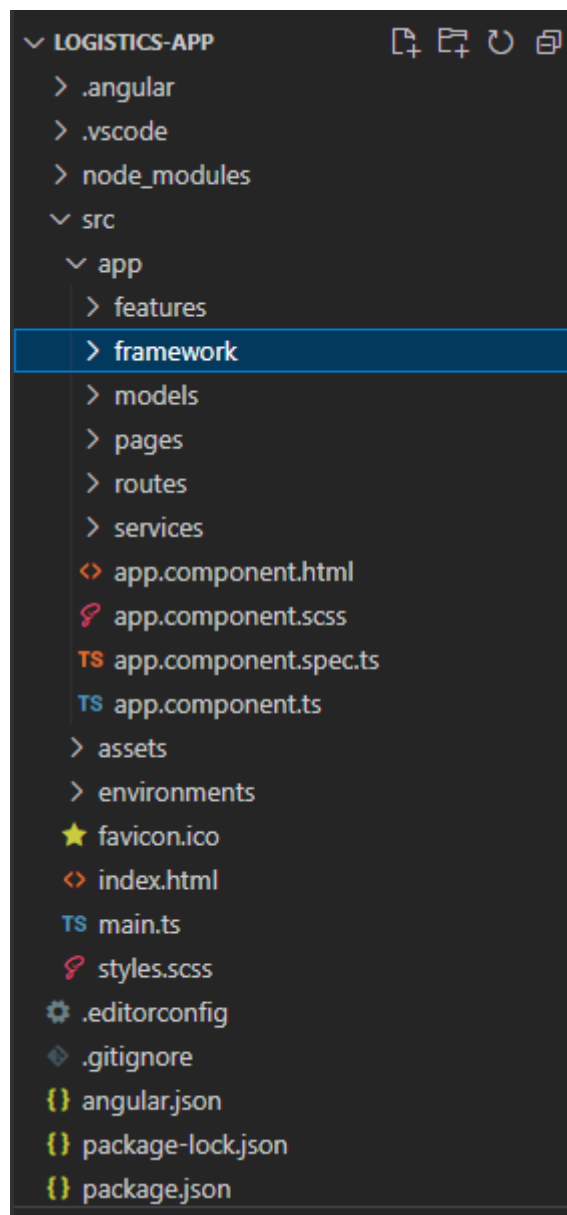 LOGISTICS-APP
.angular
.vscode
node_modules
src
app
features
framework
models
pages
routes
services
app.component.html
app.component.scss
TS app.component.spec.ts
TS app.component.ts
assets
environments
favicon.ico
index.html
TS main.ts
styles.scss
.editorconfig
.gitignore
{} angular.json
{} package-lock.json
{} package.json